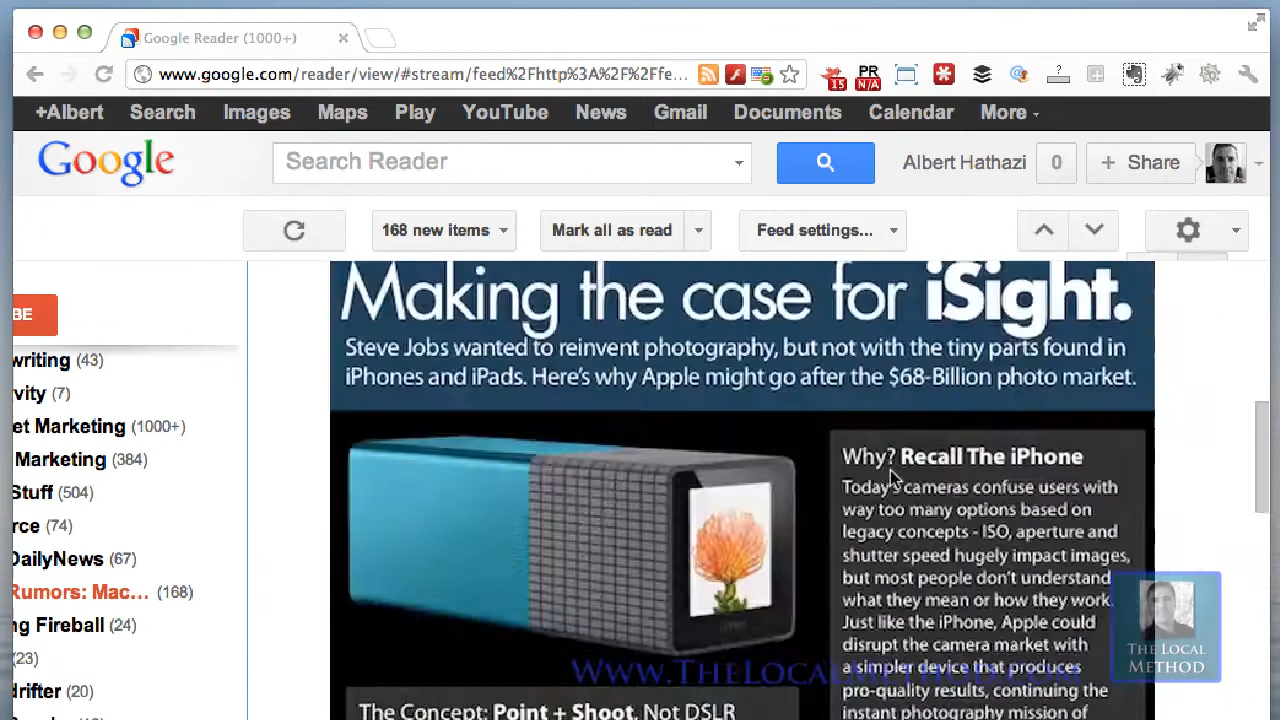 Google Reader (1000+)
www.google.com/reader/view/#stream/feed%2Fhttp%3A%2F%2Ffe...
15
PR
N/A
?
+Albert Search Images Maps Play YouTube News Gmail Documents Calendar More
Google
Search Reader
Albert Hathazi
0
+ Share
168 new items
Mark all as read
Feed settings...
BE
writing (43)
vity (7)
et Marketing (1000+)
Marketing (384)
Stuff (504)
rce (74)
DailyNews (67)
Rumors: Mac... (168)
ng Fireball (24)
(23)
drifter (20)
Making the case for iSight.
Steve Jobs wanted to reinvent photography, but not with the tiny parts found in
iPhones and iPads. Here's why Apple might go after the $68-Billion photo market.
Why? Recall The iPhone
Today's cameras confuse users with
way too many options based on
legacy concepts - ISO, aperture and
shutter speed hugely impact images,
but most people don't understand
what they mean or how they work.
Just like the iPhone, Apple could
disrupt the camera market with
a simpler device that produces
pro-quality results, continuing the
instant photography mission of
The Concept: Point + Shoot, Not DSLR
The Local
Method